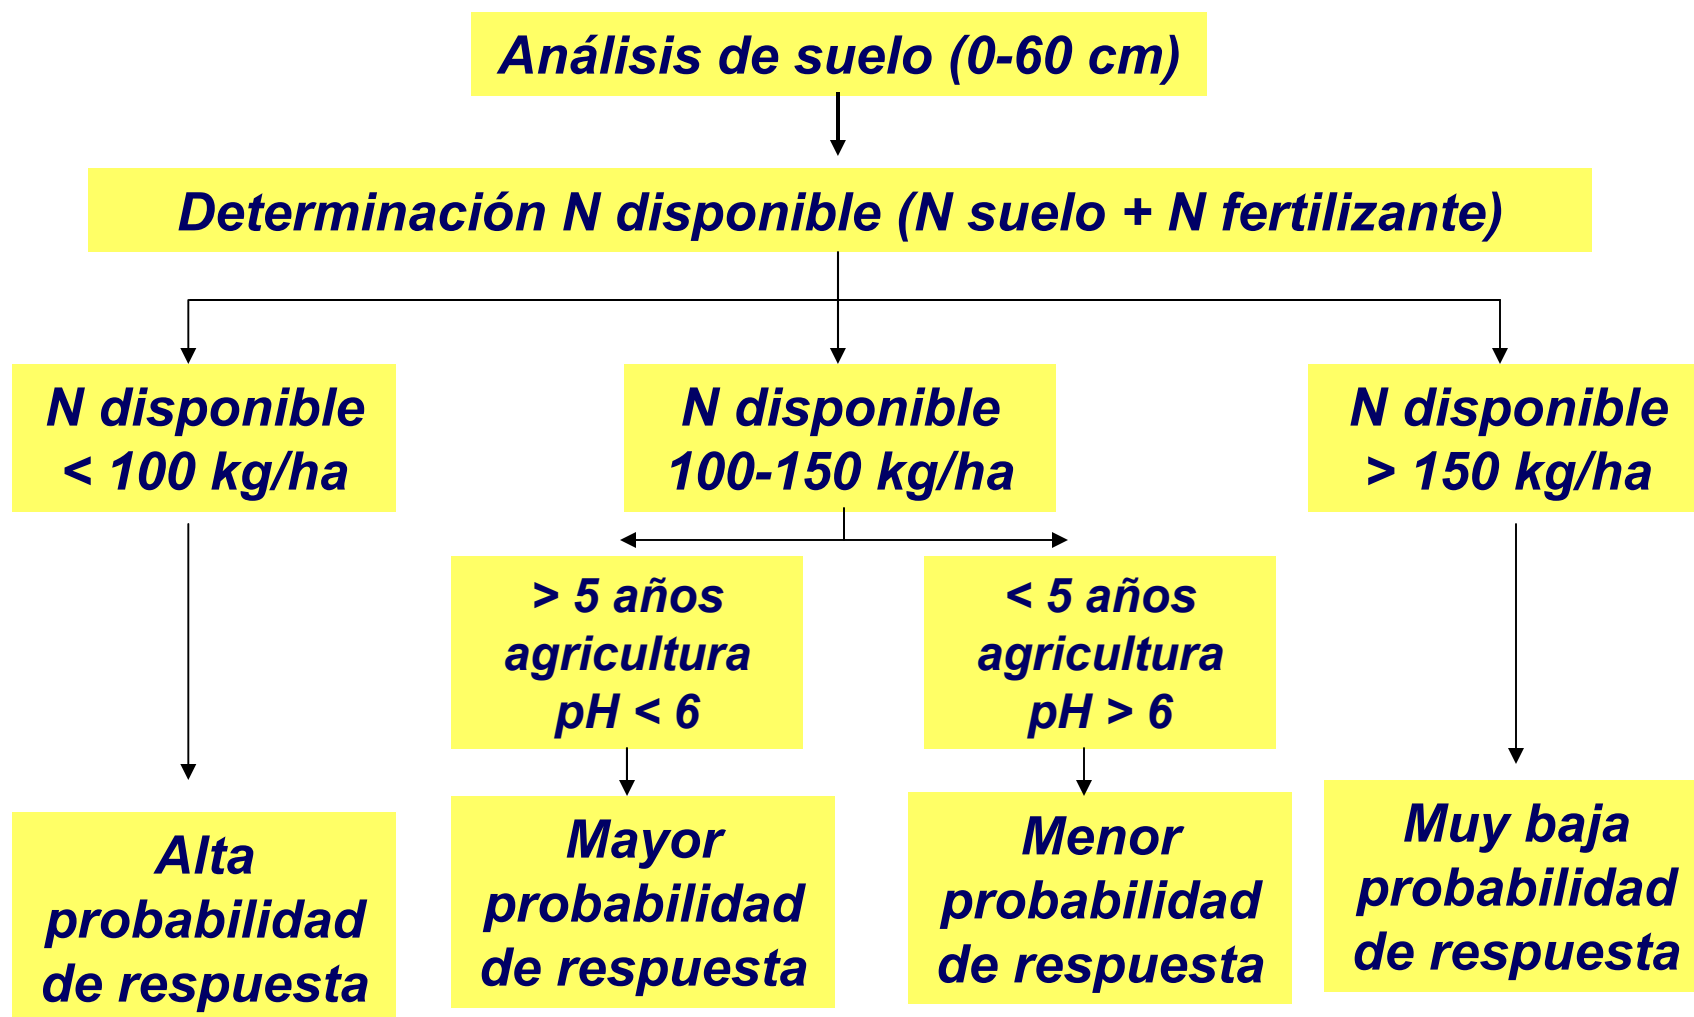 Análisis de suelo (0-60 cm)
Determinación N disponible (N suelo + N fertilizante)
N disponible
< 100 kg/ha
N disponible
100-150 kg/ha
N disponible
> 150 kg/ha
> 5 años
agricultura
pH < 6
< 5 años
agricultura
pH > 6
Alta
probabilidad
de respuesta
Mayor
probabilidad
de respuesta
Menor
probabilidad
de respuesta
Muy baja
probabilidad
de respuesta